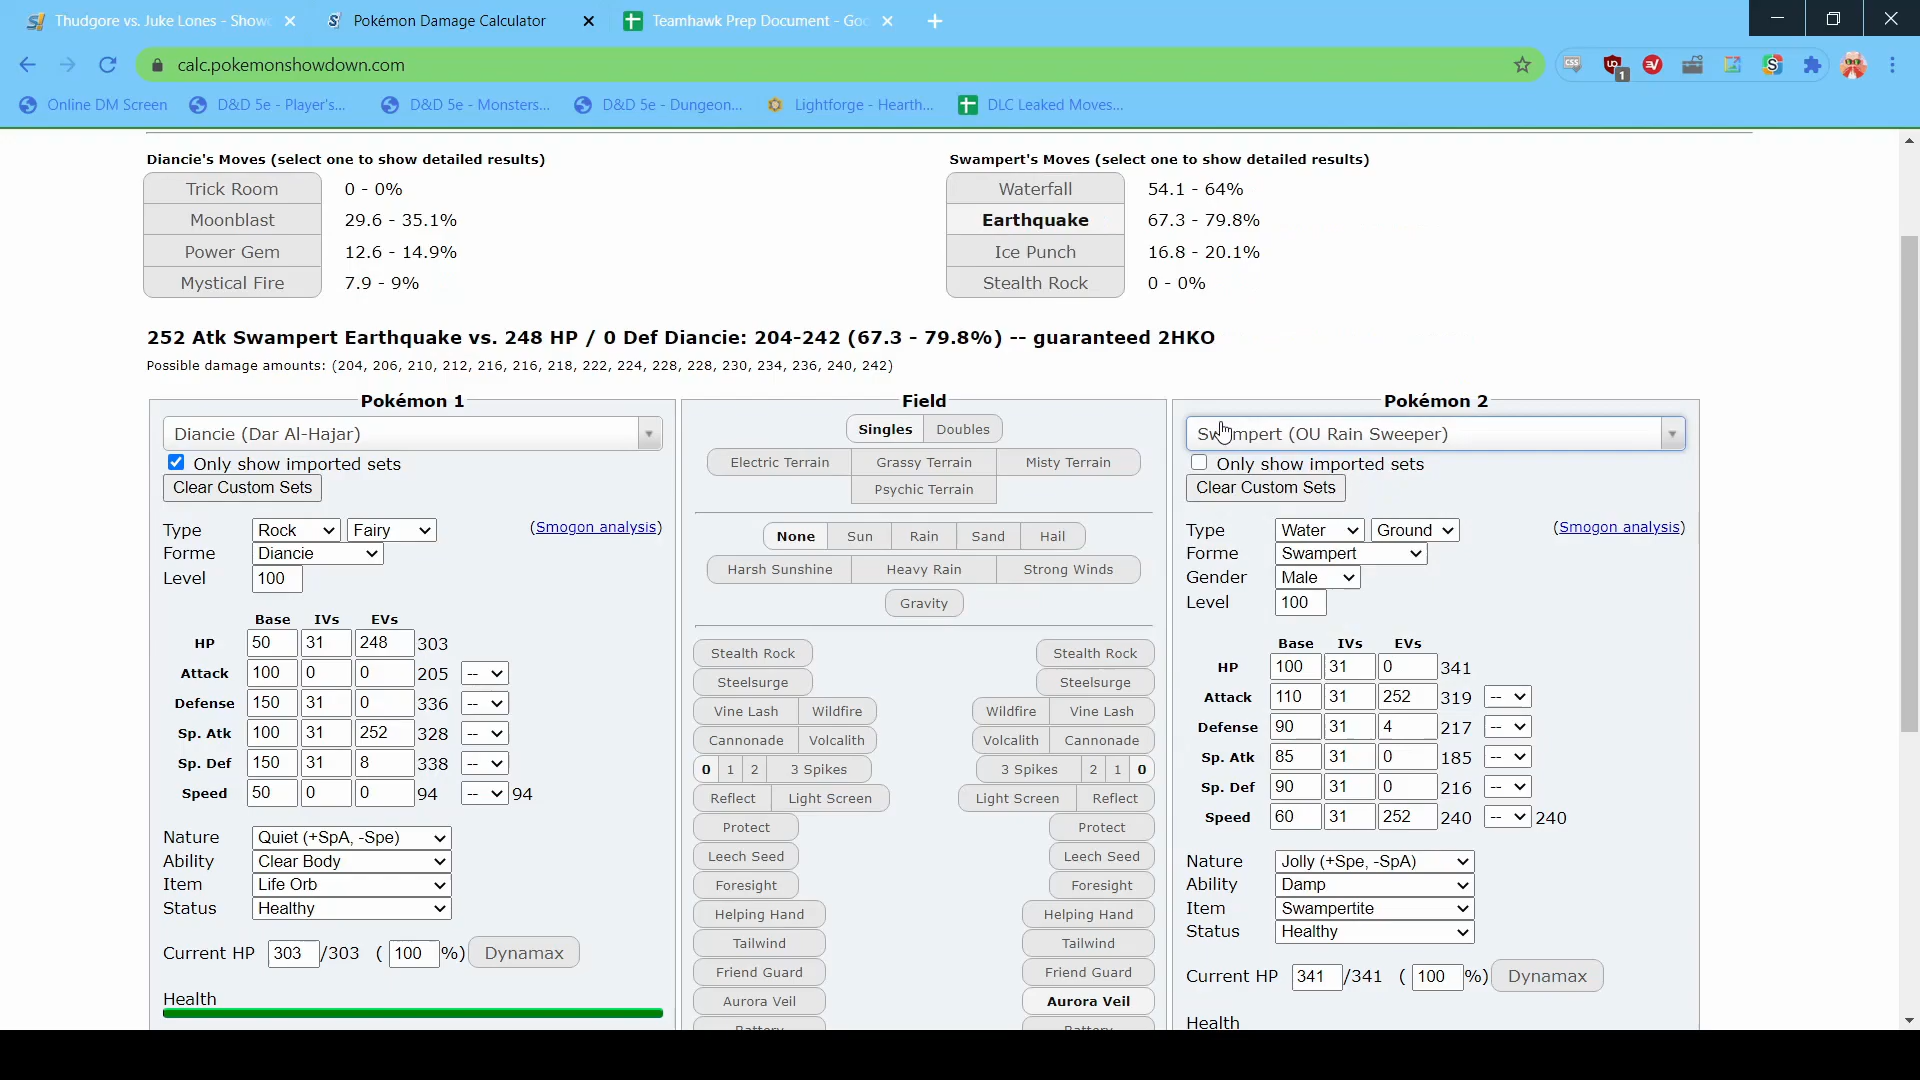 Thudgore vs. Juke Lones - Show
Pokémon Damage Calculator
Teamhawk Prep Document - Goo
calc.pokemonshowdown.com
1
Online DM Screen
D&D 5e - Player's...
D&D 5e - Monsters...
D&D 5e - Dungeon...
Lightforge - Hearth...
DLC Leaked Moves...
Diancie's Moves (select one to show detailed results)
Trick Room 0 - 0%
Moonblast 29.6 - 35.1%
Power Gem 12.6 - 14.9%
Mystical Fire 7.9 - 9%
Swampert's Moves (select one to show detailed results)
Waterfall 54.1 - 64%
Earthquake 67.3 - 79.8%
Ice Punch 16.8 - 20.1%
Stealth Rock 0 - 0%
252 Atk Swampert Earthquake vs. 248 HP / 0 Def Diancie: 204-242 (67.3 - 79.8%) -- guaranteed 2HKO
Possible damage amounts: (204, 206, 210, 212, 216, 216, 218, 222, 224, 228, 228, 230, 234, 236, 240, 242)
Pokémon 1
Diancie (Dar Al-Hajar)
Only show imported sets
Clear Custom Sets
Type Rock Fairy (Smogon analysis)
Forme Diancie
Level 100
Base IVs EVs
HP 50 31 248 303
Attack 100 0 0 205 --
Defense 150 31 0 336 --
Sp. Atk 100 31 252 328 --
Sp. Def 150 31 8 338 --
Speed 50 0 0 94 -- 94
Nature Quiet (+SpA, -Spe)
Ability Clear Body
Item Life Orb
Status Healthy
Current HP 303 /303 ( 100 %) Dynamax
Health
Field
Singles Doubles
Electric Terrain Grassy Terrain Misty Terrain
Psychic Terrain
None Sun Rain Sand Hail
Harsh Sunshine Heavy Rain Strong Winds
Gravity
Stealth Rock Stealth Rock
Steelsurge Steelsurge
Vine Lash Wildfire Wildfire Vine Lash
Cannonade Volcalith Volcalith Cannonade
0 1 2 3 Spikes 3 Spikes 2 1 0
Reflect Light Screen Light Screen Reflect
Protect Protect
Leech Seed Leech Seed
Foresight Foresight
Helping Hand Helping Hand
Tailwind Tailwind
Friend Guard Friend Guard
Aurora Veil Aurora Veil
Battery Battery
Pokémon 2
Swampert (OU Rain Sweeper)
Only show imported sets
Clear Custom Sets
Type Water Ground (Smogon analysis)
Forme Swampert
Gender Male
Level 100
Base IVs EVs
HP 100 31 0 341
Attack 110 31 252 319 --
Defense 90 31 4 217 --
Sp. Atk 85 31 0 185 --
Sp. Def 90 31 0 216 --
Speed 60 31 252 240 -- 240
Nature Jolly (+Spe, -SpA)
Ability Damp
Item Swampertite
Status Healthy
Current HP 341 /341 ( 100 %) Dynamax
Health